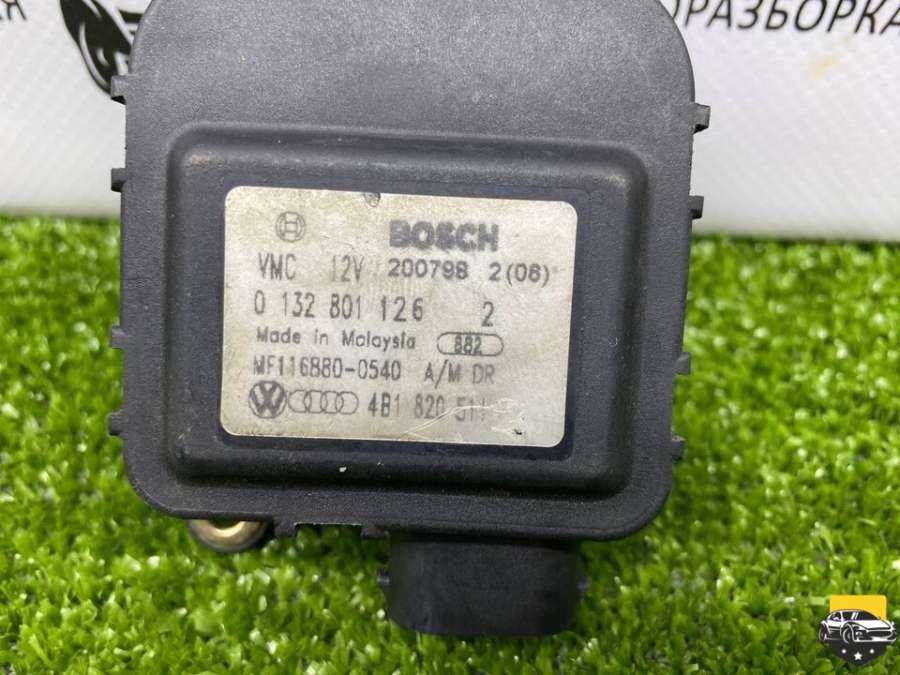 ОРАЗБОРКА
BOSCH
VMC 12V 200798 2(06)
0 132 801 126 2
Made in Malaysia 882
MF116880-0540 A/M DR
4B1 820 511